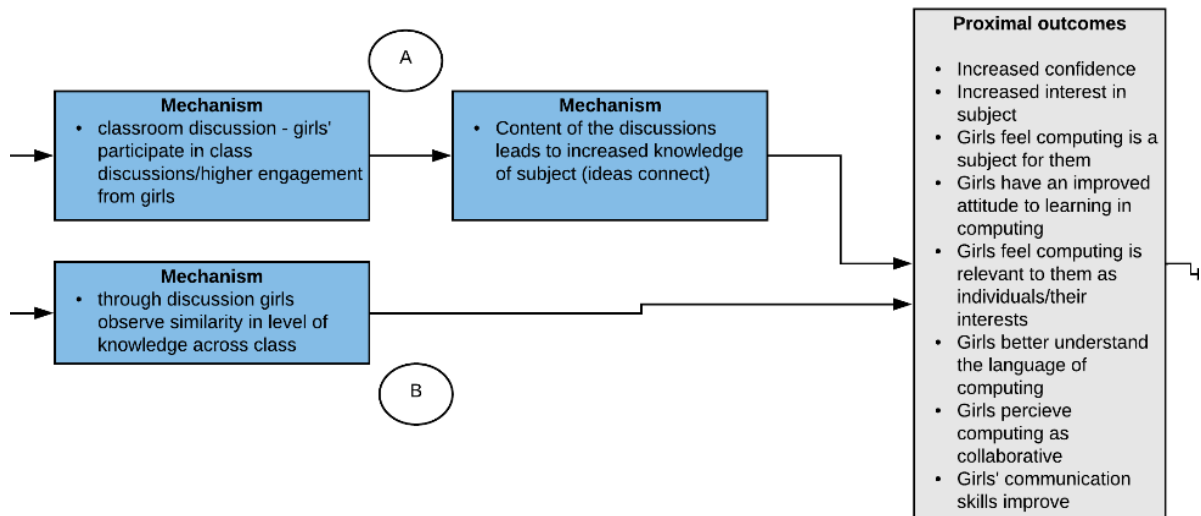 A
Mechanism
• classroom discussion - girls'
participate in class
discussions/higher engagement
from girls
Mechanism
• Content of the discussions
leads to increased knowledge
of subject (ideas connect)
Mechanism
• through discussion girls
observe similarity in level of
knowledge across class
B
Proximal outcomes
• Increased confidence
• Increased interest in
subject
• Girls feel computing is a
subject for them
• Girls have an improved
attitude to learning in
computing
• Girls feel computing is
relevant to them as
individuals/their
interests
• Girls better understand
the language of
computing
• Girls percieve
computing as
collaborative
• Girls' communication
skills improve